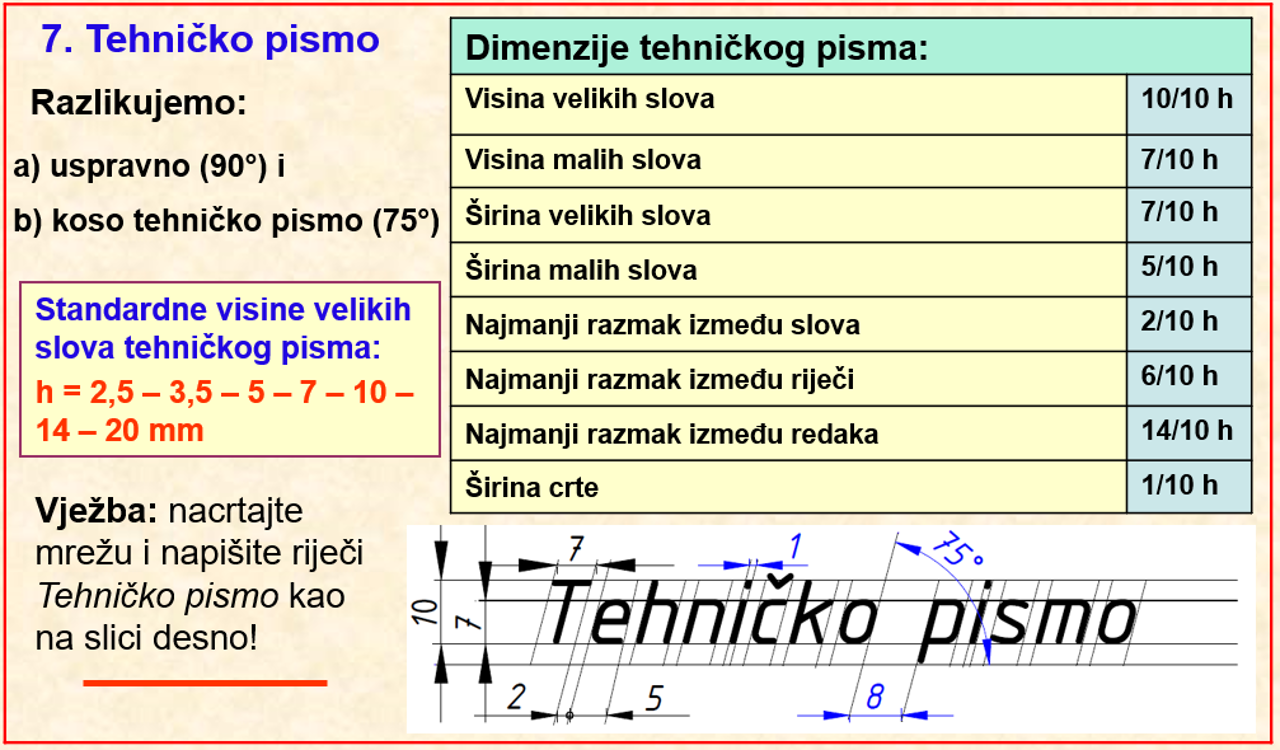 7. Tehničko pismo
Razlikujemo:
a) uspravno (90°) i
b) koso tehničko pismo (75°)
Standardne visine velikih
slova tehničkog pisma:
h = 2,5 – 3,5 – 5 – 7 – 10 –
14 – 20 mm
Vježba: nacrtajte
mrežu i napišite riječi
Tehničko pismo kao
na slici desno!
Dimenzije tehničkog pisma:
Visina velikih slova 10/10 h
Visina malih slova 7/10 h
Širina velikih slova 7/10 h
Širina malih slova 5/10 h
Najmanji razmak između slova 2/10 h
Najmanji razmak između riječi 6/10 h
Najmanji razmak između redaka 14/10 h
Širina crte 1/10 h
7 1 75°
10 7 Tehničko pismo
2 5 8